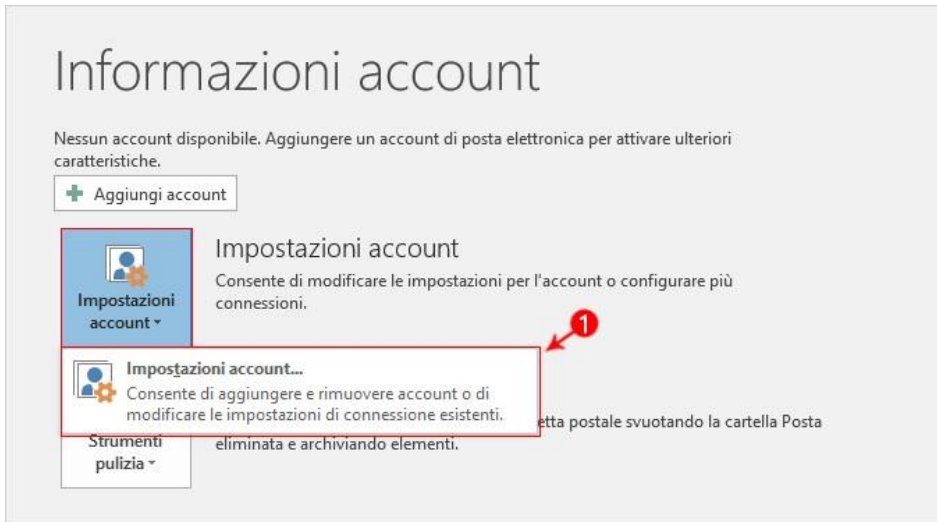 Informazioni account
Nessun account disponibile. Aggiungere un account di posta elettronica per attivare ulteriori
caratteristiche.
Aggiungi account
Impostazioni
account
Impostazioni account
Consente di modificare le impostazioni per l'account o configurare più
connessioni.
1
Impostazioni account...
Consente di aggiungere e rimuovere account o di
modificare le impostazioni di connessione esistenti.
Strumenti
pulizia
postale svuotando la cartella Posta
eliminata e archiviando elementi.